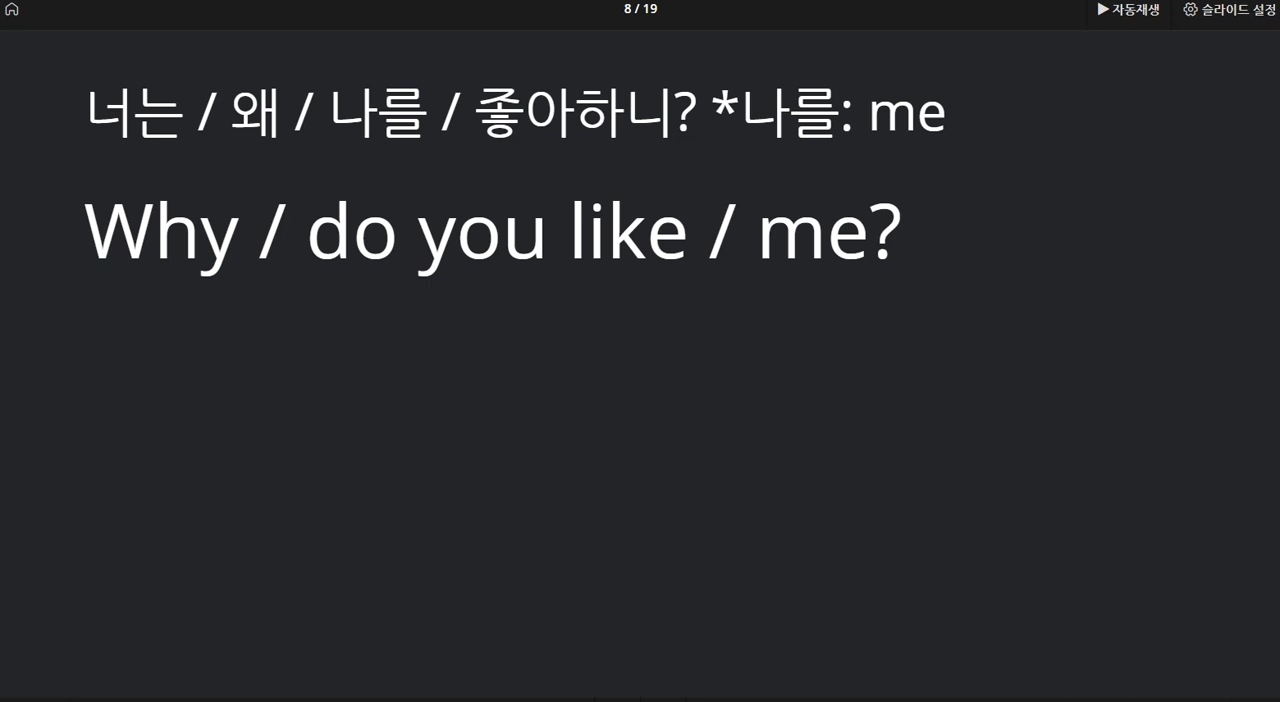 8 / 19
▶ 자동재생
슬라이드 설정
너는 / 왜 / 나를 / 좋아하니? *나를: me
Why / do you like / me?